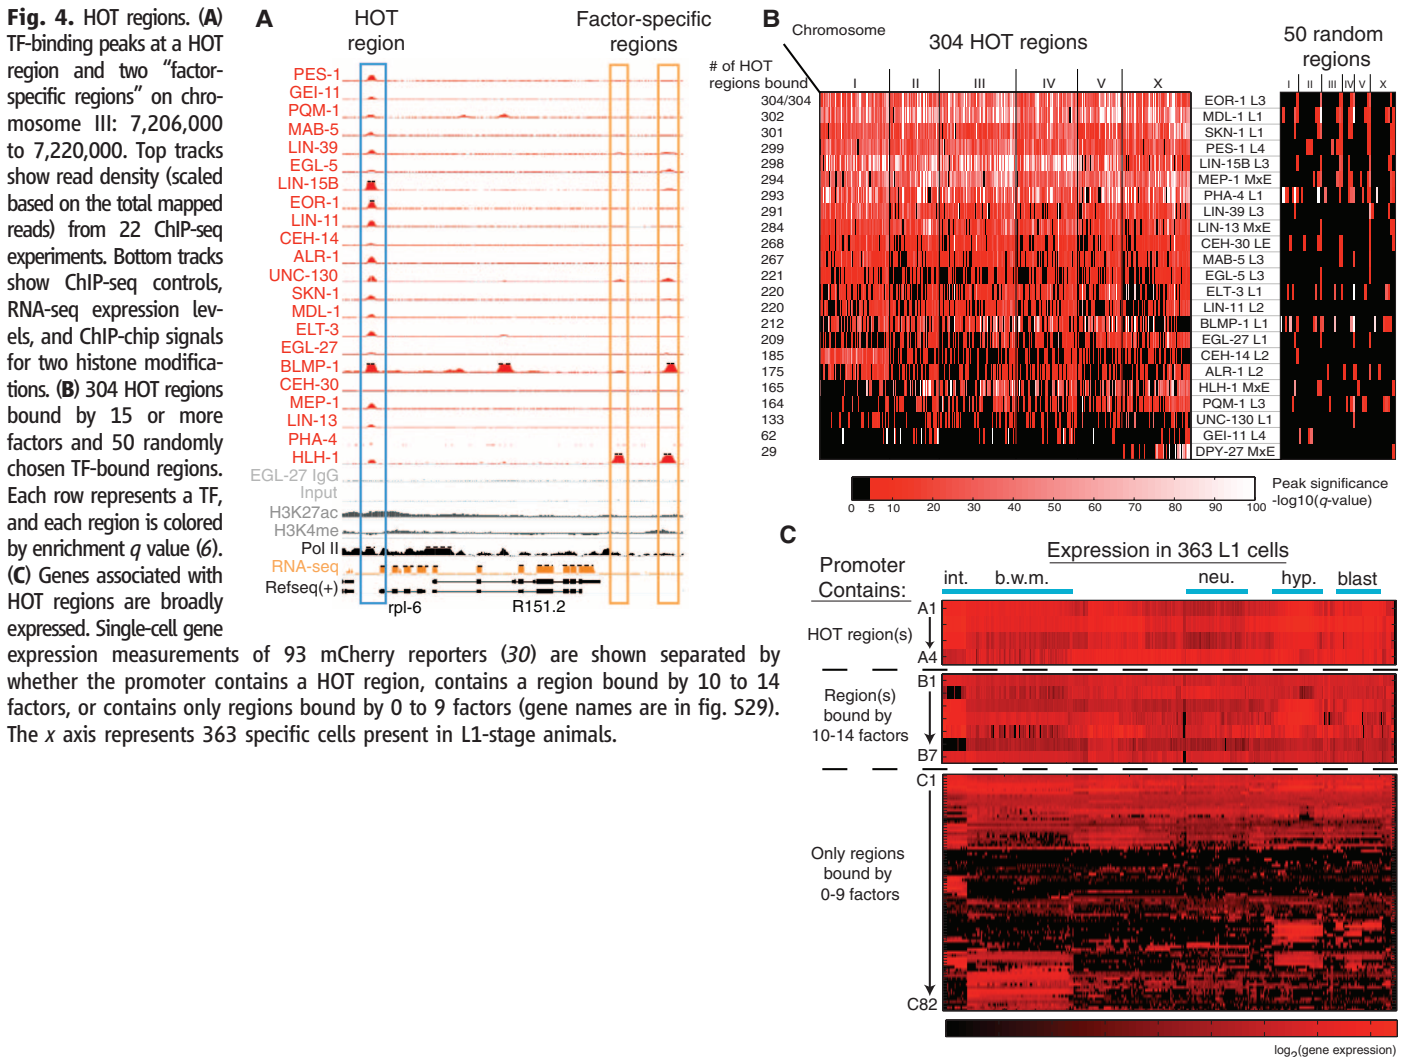 Fig. 4. HOT regions. (A)
TF-binding peaks at a HOT
region and two “factor-
specific regions” on chro-
mosome III: 7,206,000
to 7,220,000. Top tracks
show read density (scaled
based on the total mapped
reads) from 22 ChIP-seq
experiments. Bottom tracks
show ChIP-seq controls,
RNA-seq expression lev-
els, and ChIP-chip signals
for two histone modifica-
tions. (B) 304 HOT regions
bound by 15 or more
factors and 50 randomly
chosen TF-bound regions.
Each row represents a TF,
and each region is colored
by enrichment q value (6).
(C) Genes associated with
HOT regions are broadly
expressed. Single-cell gene
expression measurements of 93 mCherry reporters (30) are shown separated by
whether the promoter contains a HOT region, contains a region bound by 10 to 14
factors, or contains only regions bound by 0 to 9 factors (gene names are in fig. S29).
The x axis represents 363 specific cells present in L1-stage animals.
A
HOT
region
Factor-specific
regions
PES-1
GEI-11
PQM-1
MAB-5
LIN-39
EGL-5
LIN-15B
EOR-1
LIN-11
CEH-14
ALR-1
UNC-130
SKN-1
MDL-1
ELT-3
EGL-27
BLMP-1
CEH-30
MEP-1
LIN-13
PHA-4
HLH-1
EGL-27 IgG
Input
H3K27ac
H3K4me
Pol II
RNA-seq
Refseq(+)
rpl-6
R151.2
B
Chromosome
304 HOT regions
50 random
regions
# of HOT
regions bound
I II III IV V X
I II III IV V X
304/304 EOR-1 L3
302 MDL-1 L1
301 SKN-1 L1
299 PES-1 L4
298 LIN-15B L3
294 MEP-1 MxE
293 PHA-4 L1
291 LIN-39 L3
284 LIN-13 MxE
268 CEH-30 LE
267 MAB-5 L3
221 EGL-5 L3
220 ELT-3 L1
220 LIN-11 L2
212 BLMP-1 L1
209 EGL-27 L1
185 CEH-14 L2
175 ALR-1 L2
165 HLH-1 MxE
164 PQM-1 L3
133 UNC-130 L1
62 GEI-11 L4
29 DPY-27 MxE
0 5 10 20 30 40 50 60 70 80 90 100
Peak significance
-log10(q-value)
C
Expression in 363 L1 cells
Promoter
Contains:
int. b.w.m. neu. hyp. blast
A1
HOT region(s)
A4
B1
Region(s)
bound by
10-14 factors
B7
C1
Only regions
bound by
0-9 factors
C82
log2(gene expression)